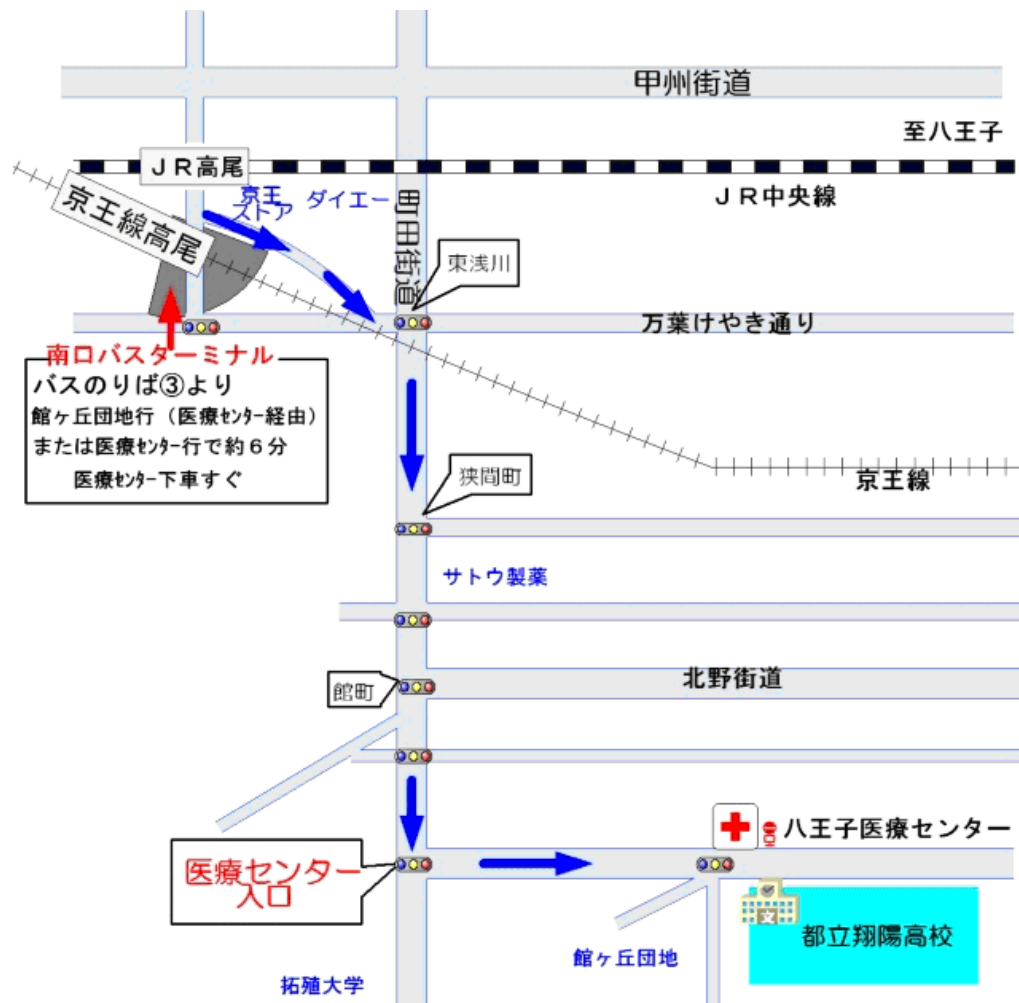 甲州街道
至八王子
JR高尾
JR中央線
京王線高尾
京王
ストア
ダイエー
町田街道
東浅川
万葉けやき通り
南口バスターミナル
バスのりば③より
館ヶ丘団地行（医療ｾﾝﾀｰ経由）
または医療ｾﾝﾀｰ行で約6分
医療ｾﾝﾀｰ下車すぐ
狭間町
京王線
サトウ製薬
館町
北野街道
八王子医療センター
医療センター
入口
文
都立翔陽高校
館ヶ丘団地
拓殖大学